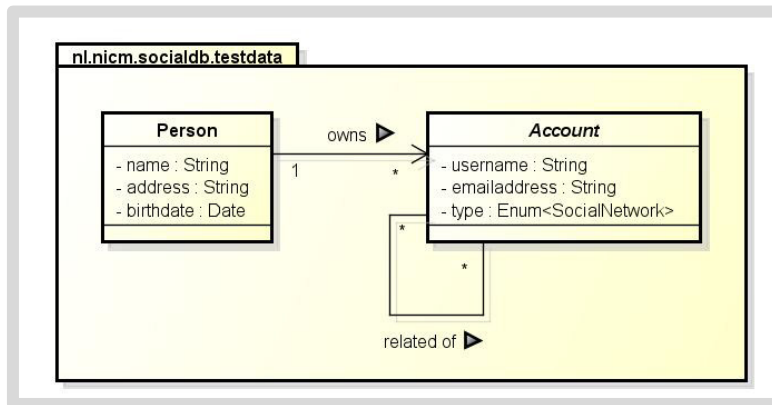 nl.nicm.socialdb.testdata
Person
- name : String
- address : String
- birthdate : Date
owns
1
*
Account
- username : String
- emailaddress : String
- type : Enum<SocialNetwork>
*
*
related of